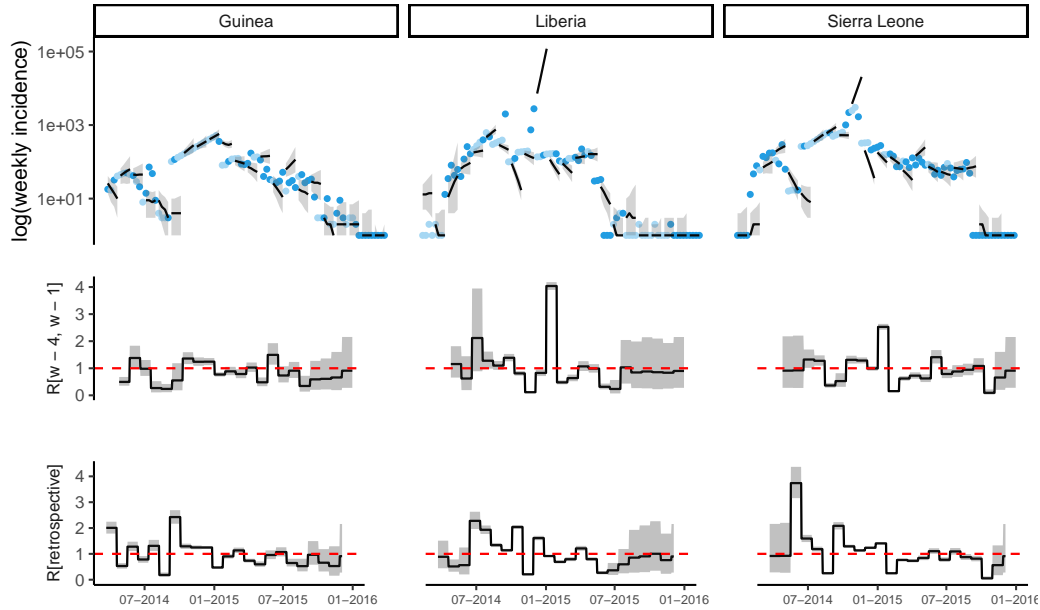 Guinea Liberia Sierra Leone
log(weekly incidence)
1e+05
1e+03
1e+01
R[w − 4, w − 1]
4
3
2
1
0
R[retrospective]
4
3
2
1
0
07−2014 01−2015 07−2015 01−2016 07−2014 01−2015 07−2015 01−2016 07−2014 01−2015 07−2015 01−2016